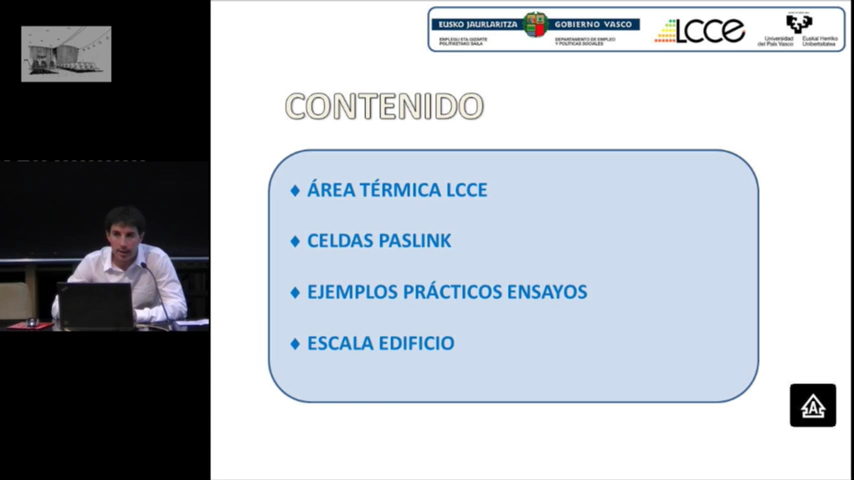 EUSKO JAURLARITZA
GOBIERNO VASCO
ENPLEGU ETA GIZARTE
POLITIKETAKO SAILA
DEPARTAMENTO DE EMPLEO
Y POLÍTICAS SOCIALES
LCCE
Universidad
del País Vasco
Euskal Herriko
Unibertsitatea
CONTENIDO
ÁREA TÉRMICA LCCE
CELDAS PASLINK
EJEMPLOS PRÁCTICOS ENSAYOS
ESCALA EDIFICIO
A